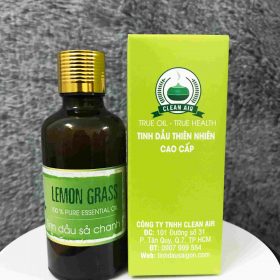 LEMON GRASS
100% PURE ESSENTIAL OIL
tinh dầu sả chanh
CLEAN AIR
TRUE OIL - TRUE HEALTH
TINH DẦU THIÊN NHIÊN
CAO CẤP
CÔNG TY TNHH CLEAN AIR
ĐC: 101 Đường số 31
P. Tân Quy, Q.7, TP HCM
ĐT: 0907 999 554
Web: tinhdausaigon.com